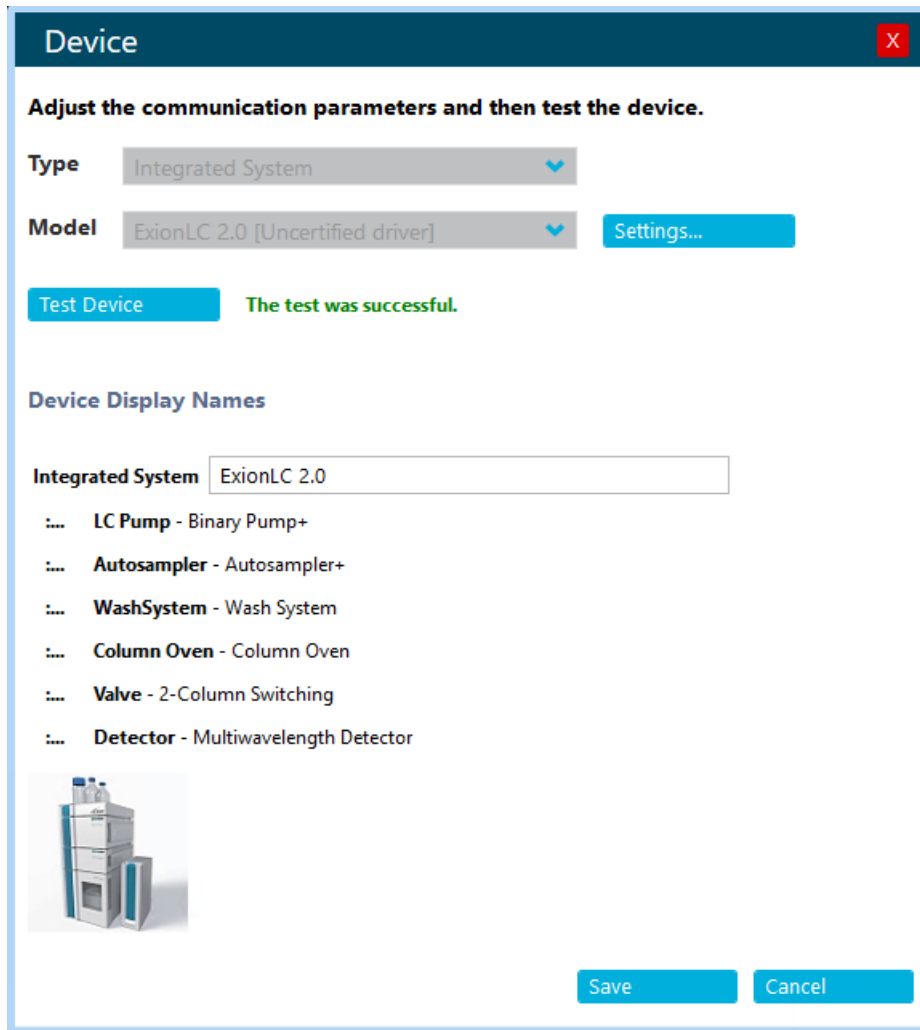 Device X
Adjust the communication parameters and then test the device.
Type Integrated System
Model ExionLC 2.0 [Uncertified driver] Settings...
Test Device The test was successful.
Device Display Names
Integrated System ExionLC 2.0
:... LC Pump - Binary Pump+
:... Autosampler - Autosampler+
:... WashSystem - Wash System
:... Column Oven - Column Oven
:... Valve - 2-Column Switching
:... Detector - Multiwavelength Detector
Save Cancel